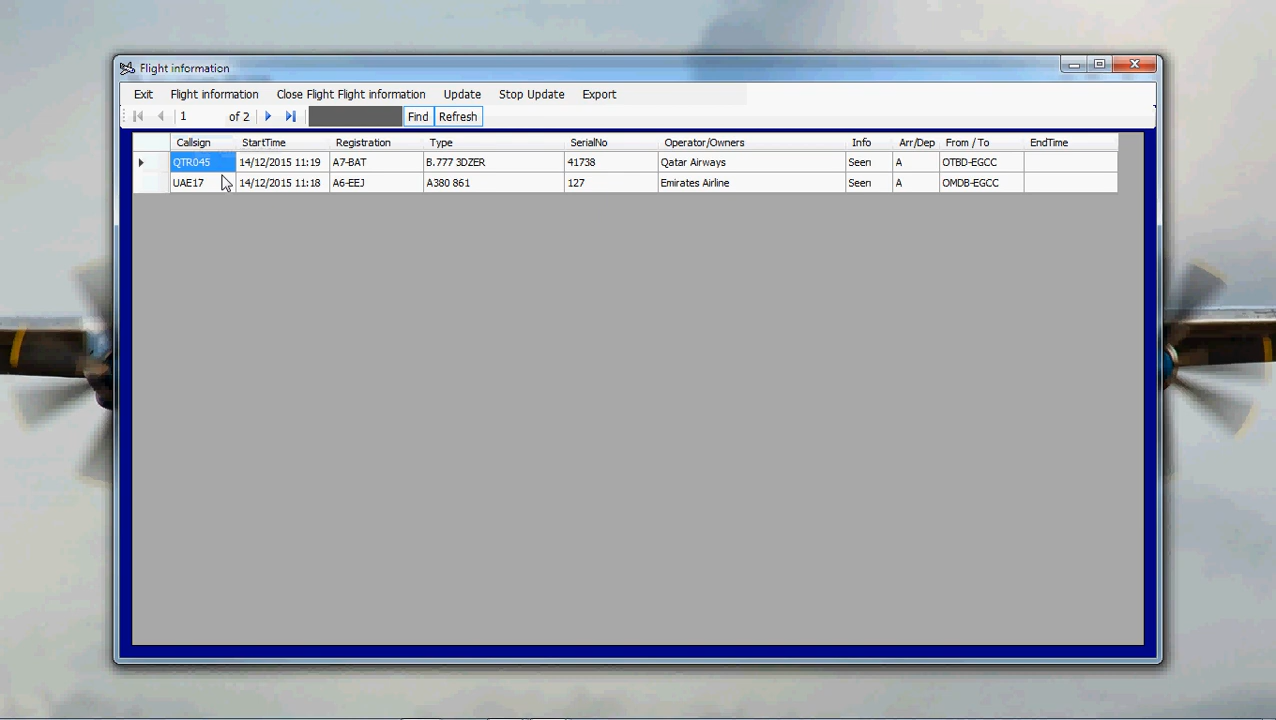 Flight information
Exit Flight information Close Flight Flight information Update Stop Update Export
1 of 2 Find Refresh
Callsign StartTime Registration Type SerialNo Operator/Owners Info Arr/Dep From / To EndTime
QTR045 14/12/2015 11:19 A7-BAT B.777 3DZER 41738 Qatar Airways Seen A OTBD-EGCC
UAE17 14/12/2015 11:18 A6-EEJ A380 861 127 Emirates Airline Seen A OMDB-EGCC